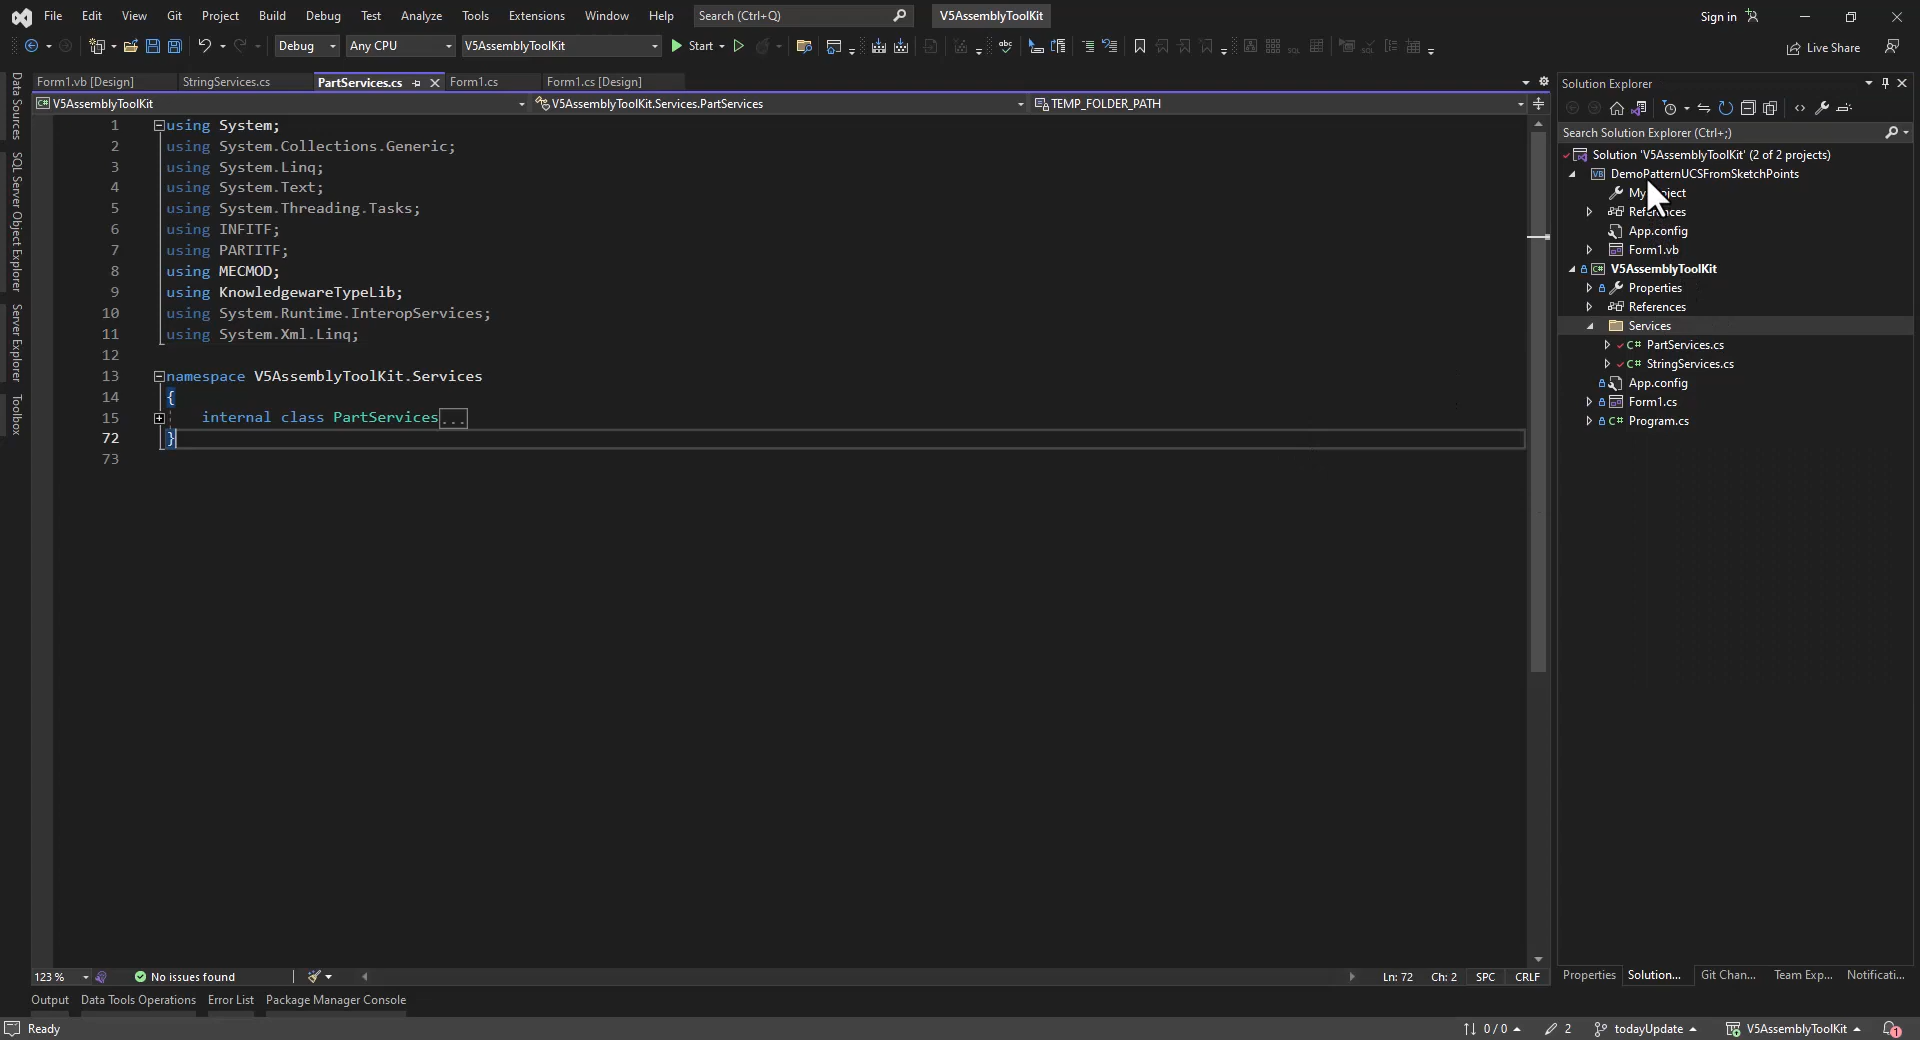 File Edit View Git Project Build Debug Test Analyze Tools Extensions Window Help Search (Ctrl+Q) V5AssemblyToolKit Sign in
Debug Any CPU V5AssemblyToolKit Start Live Share
Form1.vb [Design] StringServices.cs PartServices.cs Form1.cs Form1.cs [Design]
V5AssemblyToolKit V5AssemblyToolKit.Services.PartServices TEMP_FOLDER_PATH
Data Sources
SQL Server Object Explorer
Server Explorer
Toolbox
1 using System;
2 using System.Collections.Generic;
3 using System.Linq;
4 using System.Text;
5 using System.Threading.Tasks;
6 using INFITF;
7 using PARTITF;
8 using MECMOD;
9 using KnowledgewareTypeLib;
10 using System.Runtime.InteropServices;
11 using System.Xml.Linq;
12
13 namespace V5AssemblyToolKit.Services
14 {
15 internal class PartServices...
72 }
73
Solution Explorer
Search Solution Explorer (Ctrl+;)
Solution 'V5AssemblyToolKit' (2 of 2 projects)
VB DemoPatternUCSFromSketchPoints
References
App.config
Form1.vb
C# V5AssemblyToolKit
Properties
References
Services
C# PartServices.cs
C# StringServices.cs
App.config
Form1.cs
C# Program.cs
123 % No issues found Ln: 72 Ch: 2 SPC CRLF
Properties Solution... Git Chan... Team Exp... Notificati...
Output Data Tools Operations Error List Package Manager Console
Ready 0 / 0 2 todayUpdate V5AssemblyToolKit 1